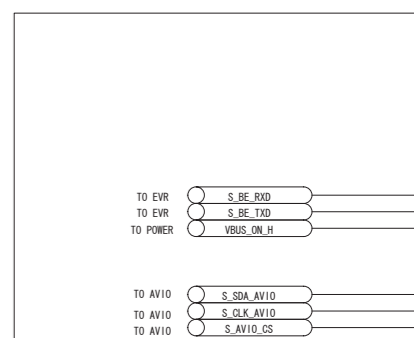 TO EVR S_BE_RXD
TO EVR S_BE_TXD
TO POWER VBUS_ON_H
TO AVIO S_SDA_AVIO
TO AVIO S_CLK_AVIO
TO AVIO S_AVIO_CS